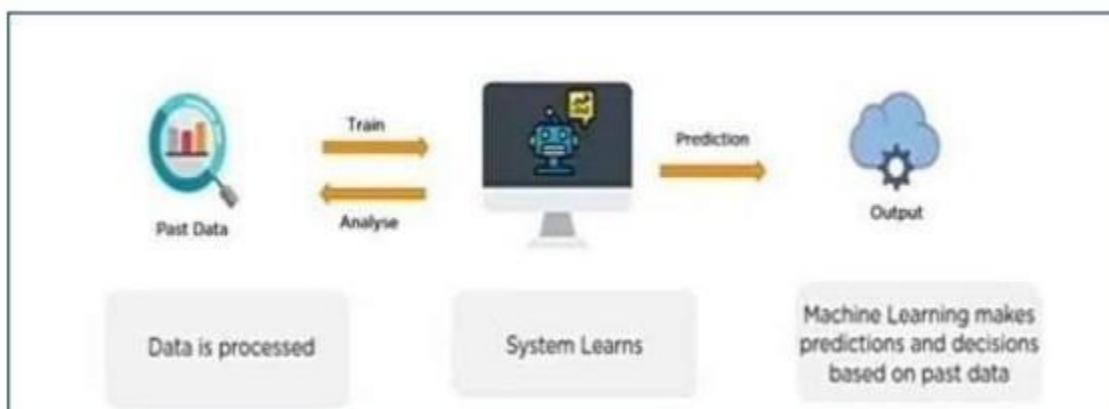 Train
Prediction
Past Data
Analyse
Output
Data is processed
System Learns
Machine Learning makes
predictions and decisions
based on past data